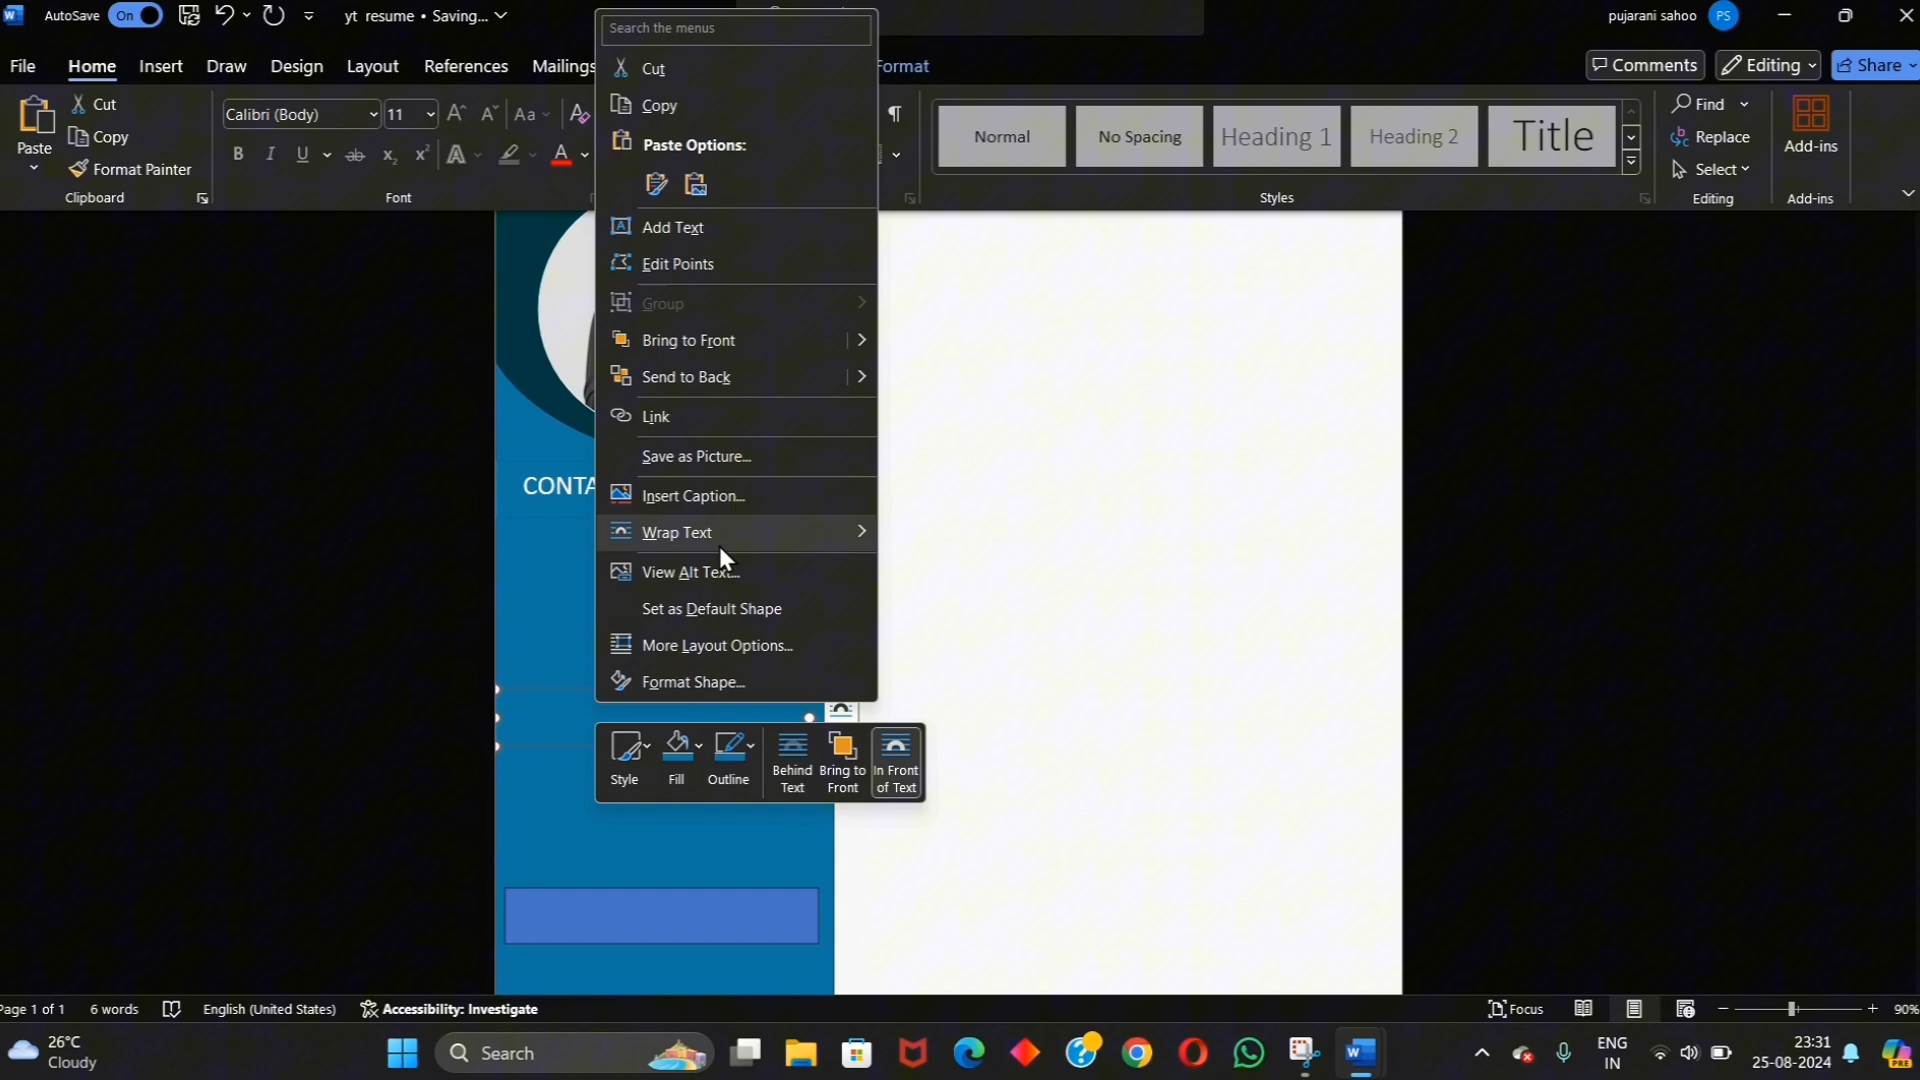 AutoSave On yt resume • Saving... pujarani sahoo PS
File Home Insert Draw Design Layout References Mailings Format Comments Editing Share
Search the menus
Cut
Copy
Paste Options:
Add Text
Edit Points
Group
Bring to Front
Send to Back
Link
Save as Picture...
Insert Caption...
Wrap Text
View Alt Text...
Set as Default Shape
More Layout Options...
Format Shape...
Paste
Cut
Copy
Format Painter
Clipboard
Calibri (Body) 11
Font
Normal No Spacing Heading 1 Heading 2 Title
Styles
Find
Replace
Select
Editing
Add-ins
Add-ins
CONTA
Style Fill Outline Behind Text Bring to Front In Front of Text
Page 1 of 1 6 words English (United States) Accessibility: Investigate Focus 90%
26°C
Cloudy
Search
ENG
IN
23:31
25-08-2024
PRE